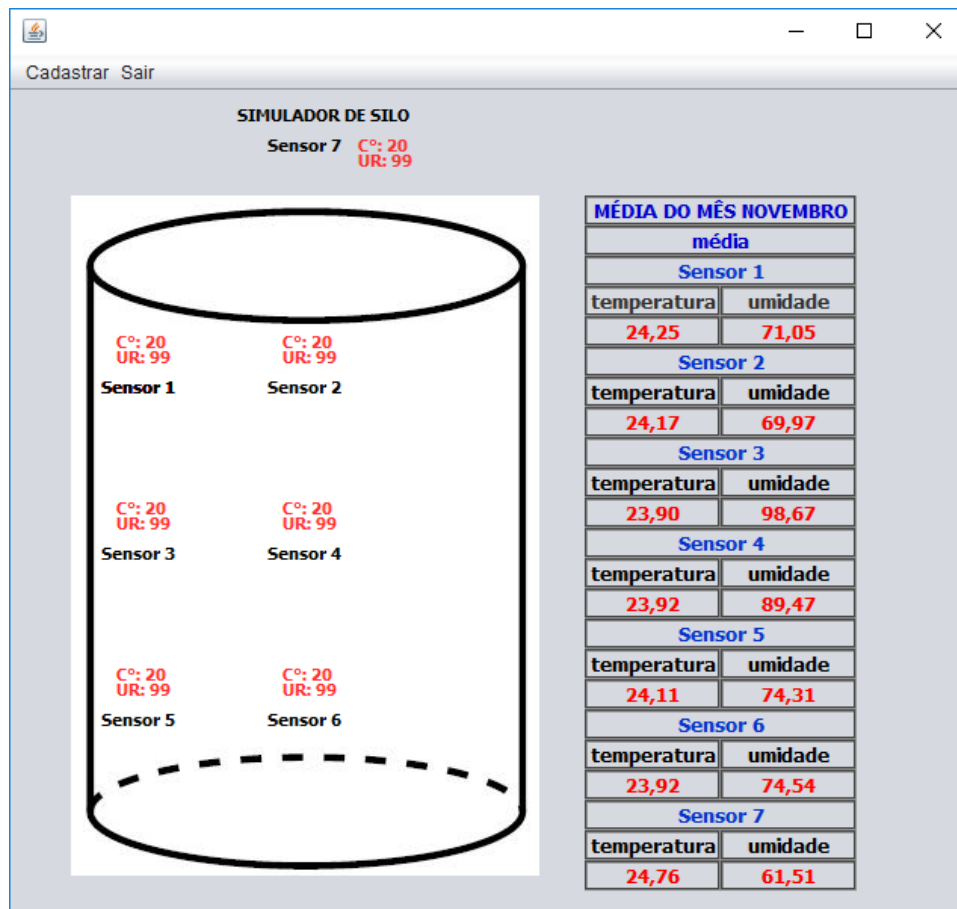 Cadastrar Sair
SIMULADOR DE SILO
Sensor 7 C°: 20
UR: 99
C°: 20 C°: 20
UR: 99 UR: 99
Sensor 1 Sensor 2
C°: 20 C°: 20
UR: 99 UR: 99
Sensor 3 Sensor 4
C°: 20 C°: 20
UR: 99 UR: 99
Sensor 5 Sensor 6
MÉDIA DO MÊS NOVEMBRO
média
Sensor 1
temperatura umidade
24,25 71,05
Sensor 2
temperatura umidade
24,17 69,97
Sensor 3
temperatura umidade
23,90 98,67
Sensor 4
temperatura umidade
23,92 89,47
Sensor 5
temperatura umidade
24,11 74,31
Sensor 6
temperatura umidade
23,92 74,54
Sensor 7
temperatura umidade
24,76 61,51